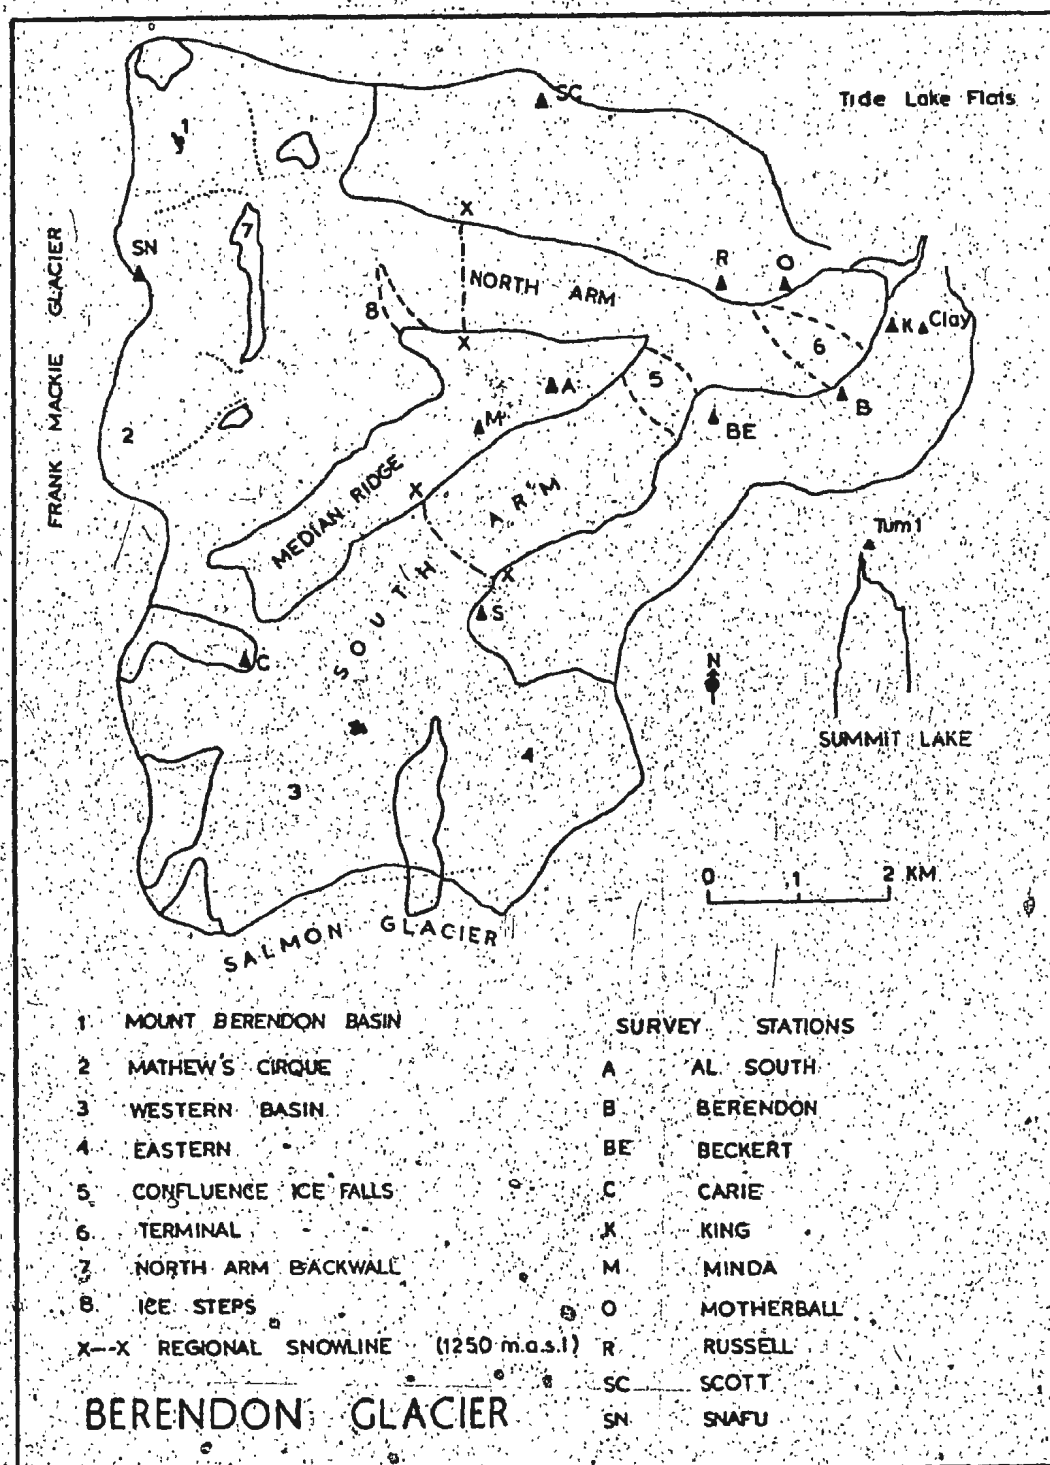 SC
Tide Lake Flats
1
7
SN
FRANK MACKIE GLACIER
X
R
O
NORTH ARM
8
X
K
Clay
6
5
A
B
BE
M
2
MEDIAN RIDGE
X
SOUTH ARM
X
S
Tum 1
C
N
SUMMIT LAKE
4
3
0 1 2 KM
SALMON GLACIER
1 MOUNT BERENDON BASIN
2 MATHEW'S CIRQUE
3 WESTERN BASIN
4 EASTERN "
5 CONFLUENCE ICE FALLS
6 TERMINAL " "
7 NORTH ARM BACKWALL
8 ICE STEPS
X--X REGIONAL SNOWLINE (1250 m.a.s.l)
BERENDON GLACIER
SURVEY STATIONS
A AL SOUTH
B BERENDON
BE BECKERT
C CARIE
K KING
M MINDA
O MOTHERBALL
R RUSSELL
SC SCOTT
SN SNAFU